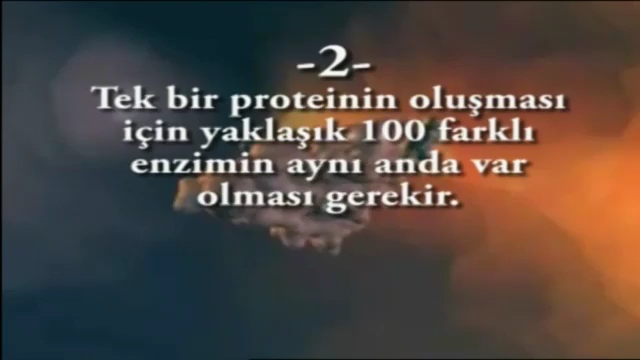 -2-
Tek bir proteinin oluşması
için yaklaşık 100 farklı
enzimin aynı anda var
olması gerekir.